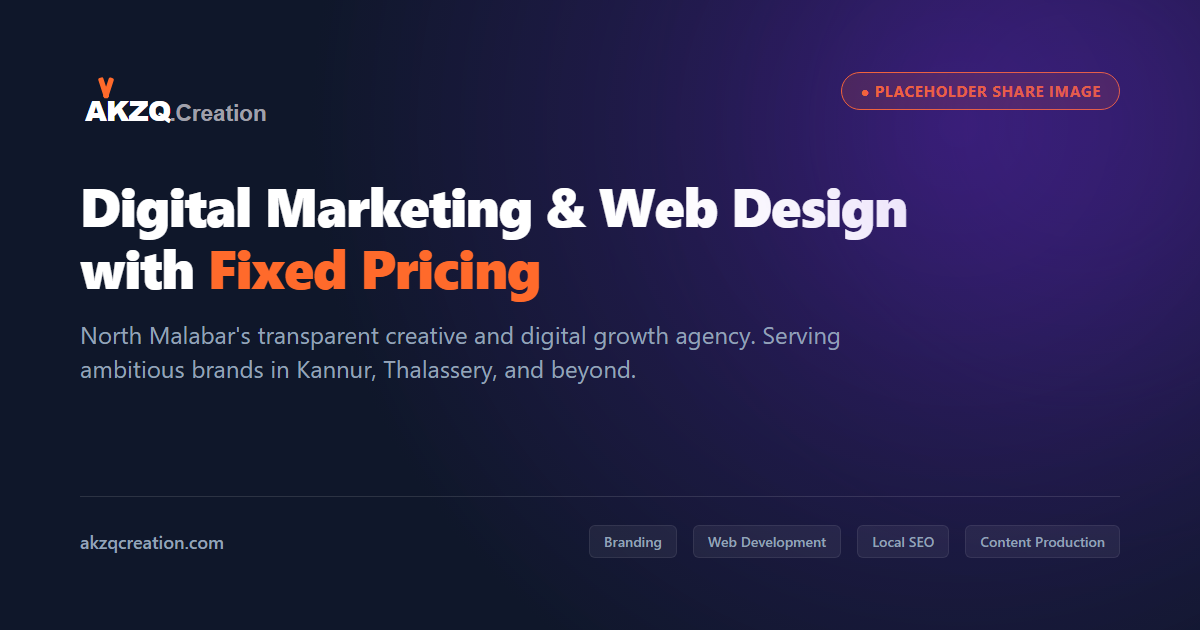 AKZQ.Creation
• PLACEHOLDER SHARE IMAGE
Digital Marketing & Web Design
with Fixed Pricing
North Malabar's transparent creative and digital growth agency. Serving
ambitious brands in Kannur, Thalassery, and beyond.
akzqcreation.com
Branding
Web Development
Local SEO
Content Production